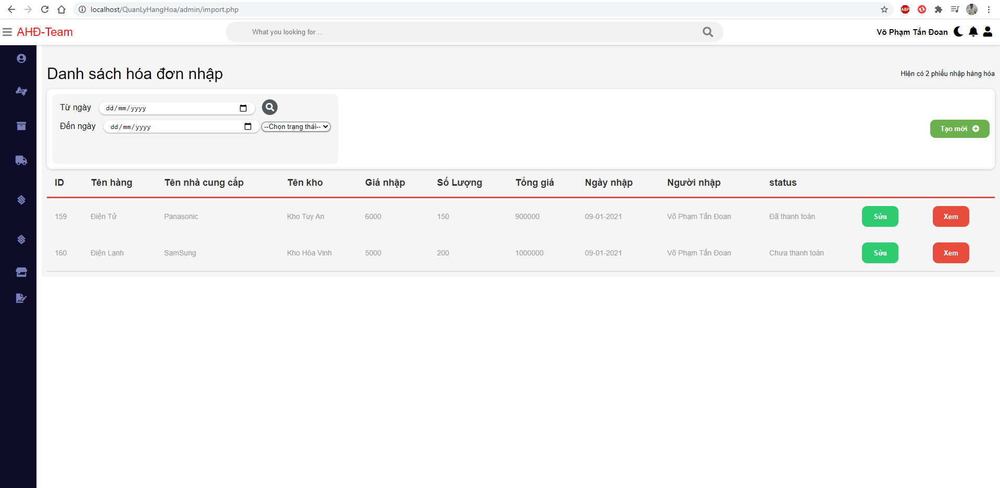 localhost/QuanLyHangHoa/admin/import.php
ABP
AHĐ-Team
What you looking for ...
Võ Phạm Tấn Đoan
Danh sách hóa đơn nhập
Hiện có 2 phiếu nhập hàng hóa
Từ ngày dd/mm/yyyy
Đến ngày dd/mm/yyyy --Chọn trạng thái--
Tạo mới
ID Tên hàng Tên nhà cung cấp Tên kho Giá nhập Số Lượng Tổng giá Ngày nhập Người nhập status
159 Điện Tử Panasonic Kho Tuy An 6000 150 900000 09-01-2021 Võ Phạm Tấn Đoan Đã thanh toán Sửa Xem
160 Điện Lạnh SamSung Kho Hòa Vinh 5000 200 1000000 09-01-2021 Võ Phạm Tấn Đoan Chưa thanh toán Sửa Xem